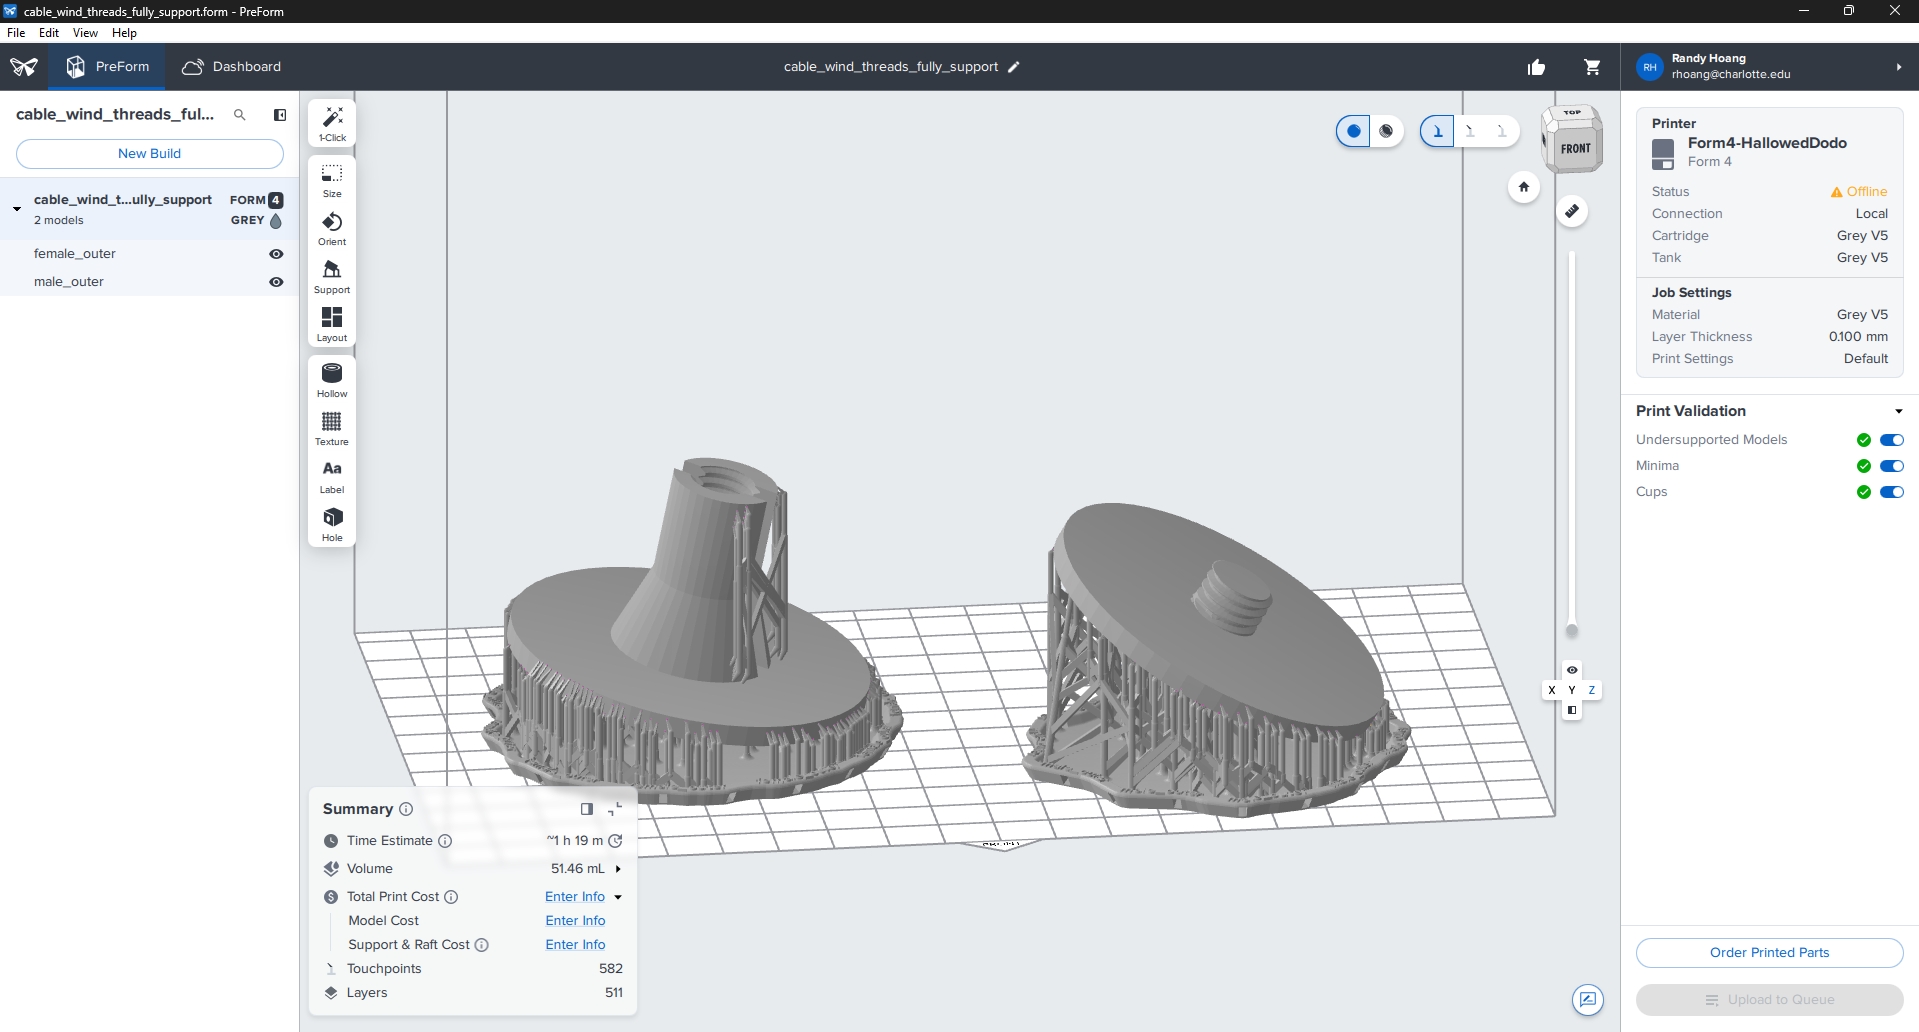 cable_wind_threads_fully_support.form - PreForm
File Edit View Help
PreForm
Dashboard
cable_wind_threads_fully_support
RH
Randy Hoang
rhoang@charlotte.edu
cable_wind_threads_ful...
New Build
cable_wind_t...ully_support
FORM 4
2 models
GREY
female_outer
male_outer
1-Click
Size
Orient
Support
Layout
Hollow
Texture
Aa
Label
Hole
TOP
FRONT
X Y Z
Summary
Time Estimate
~1 h 19 m
Volume
51.46 mL
Total Print Cost
Enter Info
Model Cost
Enter Info
Support & Raft Cost
Enter Info
Touchpoints
582
Layers
511
Printer
Form4-HallowedDodo
Form 4
Status
Offline
Connection
Local
Cartridge
Grey V5
Tank
Grey V5
Job Settings
Material
Grey V5
Layer Thickness
0.100 mm
Print Settings
Default
Print Validation
Undersupported Models
Minima
Cups
Order Printed Parts
Upload to Queue